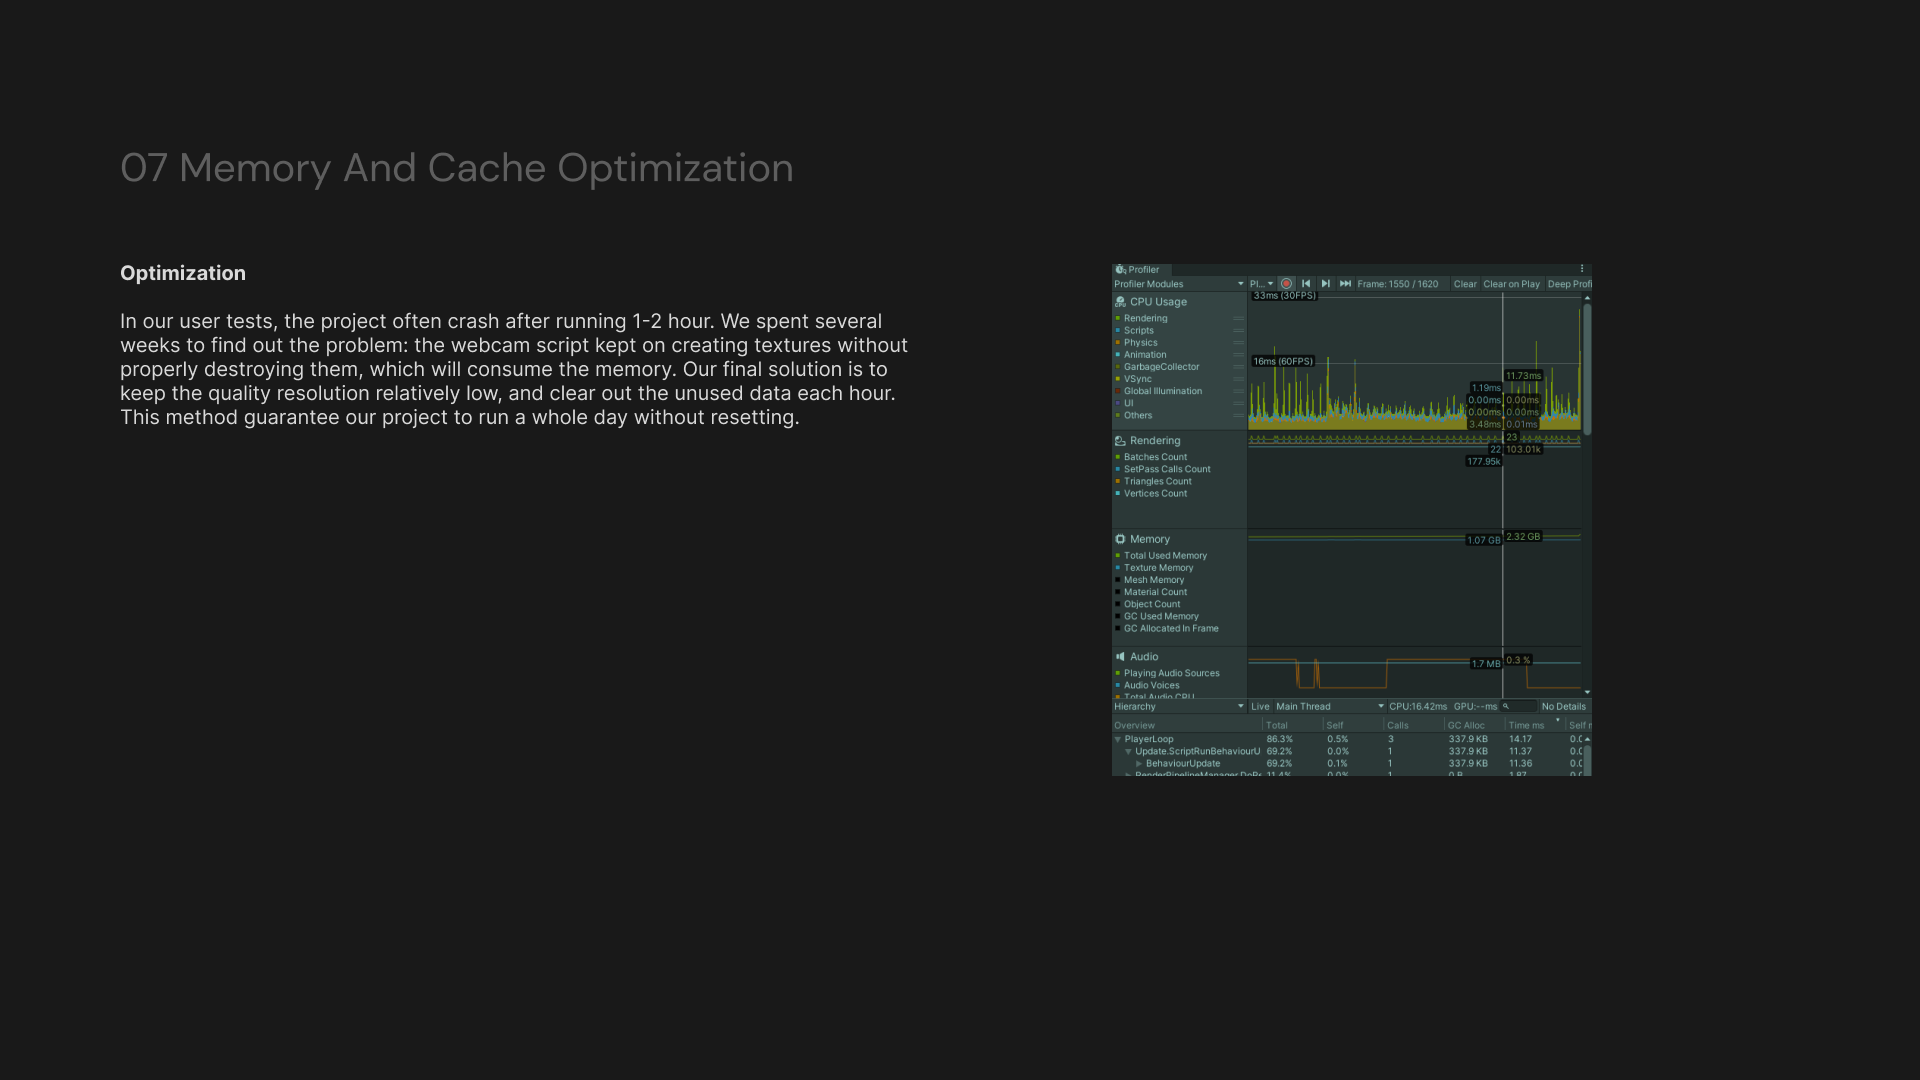 07 Memory And Cache Optimization
Optimization
In our user tests, the project often crash after running 1-2 hour. We spent several
weeks to find out the problem: the webcam script kept on creating textures without
properly destroying them, which will consume the memory. Our final solution is to
keep the quality resolution relatively low, and clear out the unused data each hour.
This method guarantee our project to run a whole day without resetting.
Profiler
Profiler Modules Pl... Frame: 1550 / 1620 Clear Clear on Play Deep Profi
CPU Usage
Rendering
Scripts
Physics
Animation
GarbageCollector
VSync
Global Illumination
UI
Others
33ms (30FPS)
16ms (60FPS)
11.73ms
1.19ms
0.00ms 0.00ms
0.00ms 0.00ms
3.48ms 0.01ms
Rendering
Batches Count
SetPass Calls Count
Triangles Count
Vertices Count
23
22 103.01k
177.95k
Memory
Total Used Memory
Texture Memory
Mesh Memory
Material Count
Object Count
GC Used Memory
GC Allocated In Frame
1.07 GB 2.32 GB
Audio
Playing Audio Sources
Audio Voices
Total Audio CPU
1.7 MB 0.3 %
Hierarchy Live Main Thread CPU:16.42ms GPU:--ms No Details
Overview Total Self Calls GC Alloc Time ms Self
PlayerLoop 86.3% 0.5% 3 337.9 KB 14.17 0.0
Update.ScriptRunBehaviourU 69.2% 0.0% 1 337.9 KB 11.37 0.0
BehaviourUpdate 69.2% 0.1% 1 337.9 KB 11.36 0.0
11.4% 0.0% 1 0 B 1.87